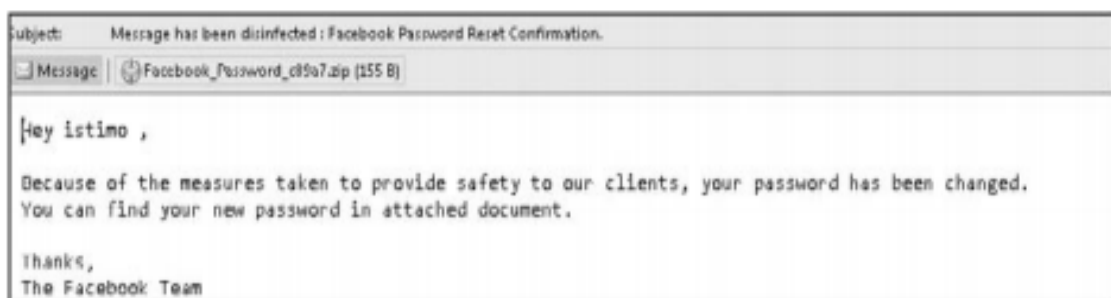 Subject: Message has been disinfected : Facebook Password Reset Confirmation.
Message Facebook_Password_c89a7.zip (155 B)
Hey istimo ,
Because of the measures taken to provide safety to our clients, your password has been changed.
You can find your new password in attached document.
Thanks,
The Facebook Team